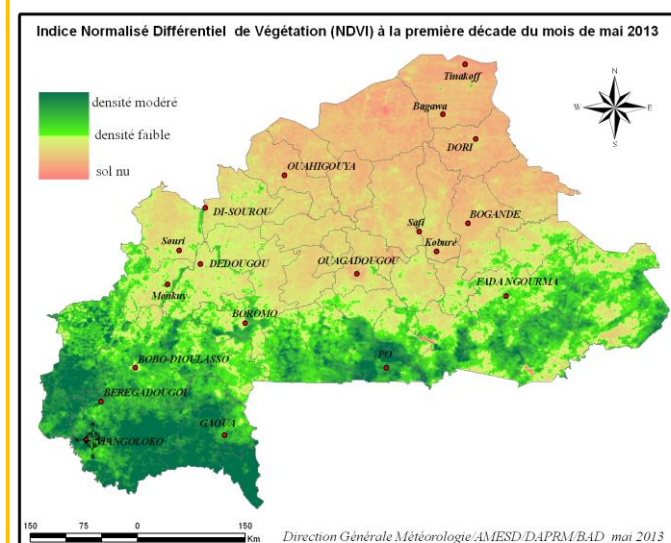 Indice Normalisé Différentiel de Végétation (NDVI) à la première décade du mois de mai 2013
Tinakoff
N
densité modéré
Bagawa
W
E
S
densité faible
DORI
OUAHIGOUYA
sol nu
DI-SOUROU
BOGANDE
Safi
Souri
Koburé
DEDOUGOU
OUAGADOUGOU
Monkuy
FADANGOURMA
BOROMO
BOBO-DIOULASSO
PO
BEREGADOUGOU
GAOUA
NIANGOLOKO
150 75 0 150
Km
Direction Générale Météorologie/AMESD/DAPRM/BAD mai 2013